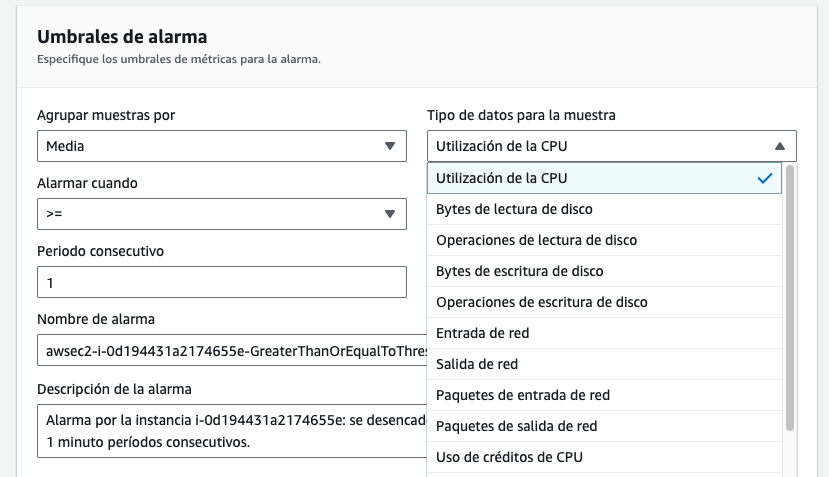 Umbrales de alarma
Especifique los umbrales de métricas para la alarma.
Agrupar muestras por
Media
Alarmar cuando
>=
Periodo consecutivo
1
Nombre de alarma
awsec2-i-0d194431a2174655e-GreaterThanOrEqualToThres
Descripción de la alarma
Alarma por la instancia i-0d194431a2174655e: se desencad
1 minuto períodos consecutivos.
Tipo de datos para la muestra
Utilización de la CPU
Utilización de la CPU
Bytes de lectura de disco
Operaciones de lectura de disco
Bytes de escritura de disco
Operaciones de escritura de disco
Entrada de red
Salida de red
Paquetes de entrada de red
Paquetes de salida de red
Uso de créditos de CPU